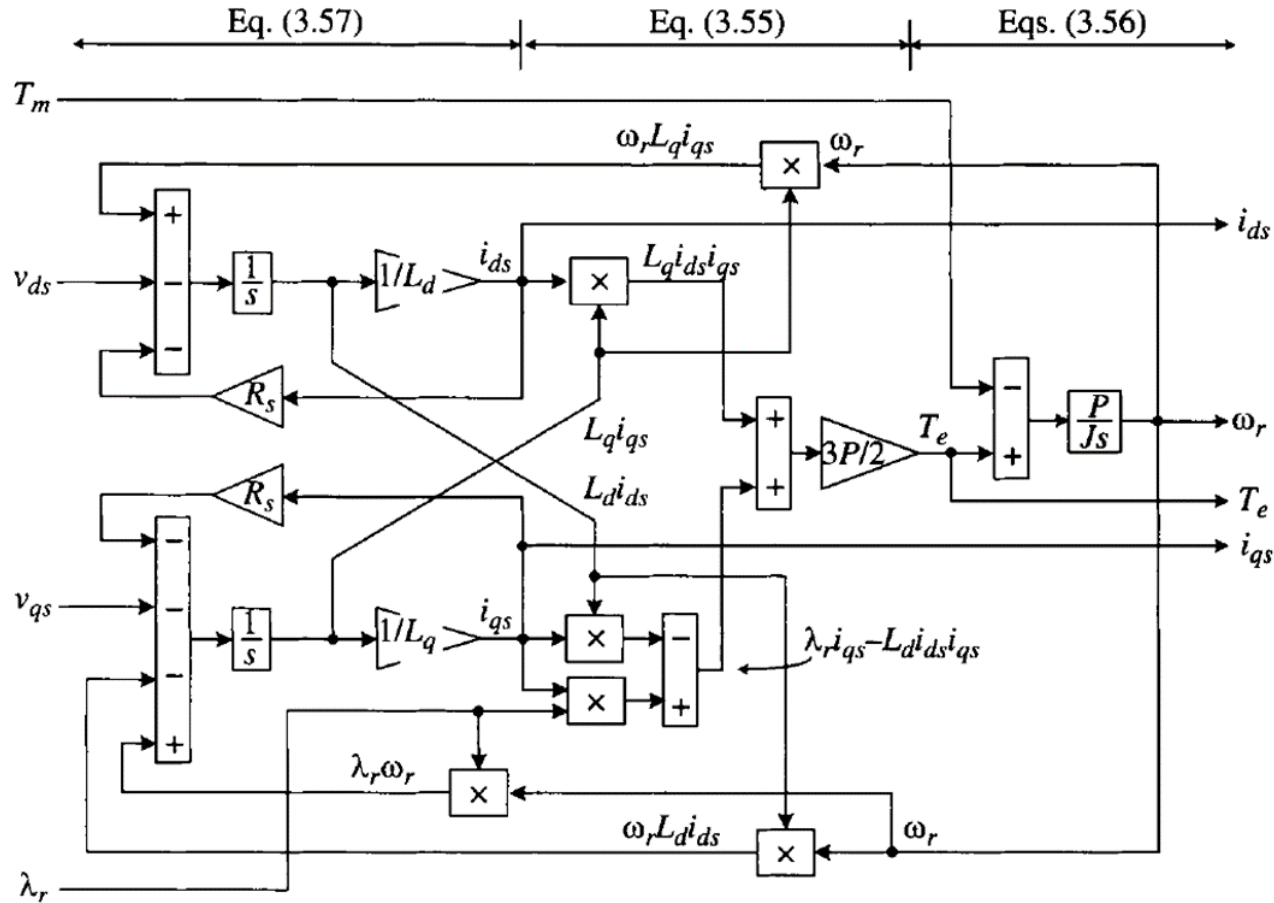 Eq. (3.57) Eq. (3.55) Eqs. (3.56)
T_m
ω_r L_q i_qs
×
ω_r
+
−
−
v_ds
1/s
1/L_d
i_ds
×
L_q i_ds i_qs
i_ds
R_s
L_q i_qs
+
+
3P/2
T_e
−
+
P/Js
ω_r
R_s
L_d i_ds
T_e
i_qs
−
−
−
+
v_qs
1/s
1/L_q
i_qs
×
−
+
×
λ_r i_qs–L_d i_ds i_qs
λ_r ω_r
×
ω_r L_d i_ds
×
ω_r
λ_r